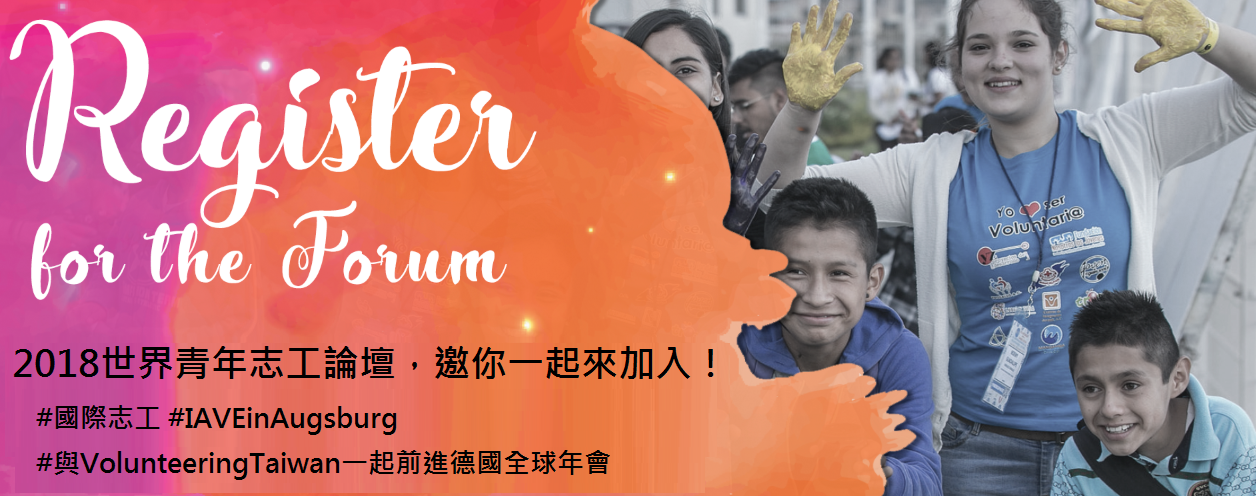 Register
for the Forum
2018世界青年志工論壇，邀你一起來加入！
#國際志工 #IAVEinAugsburg
#與VolunteeringTaiwan一起前進德國全球年會
Yo ser
Voluntari@